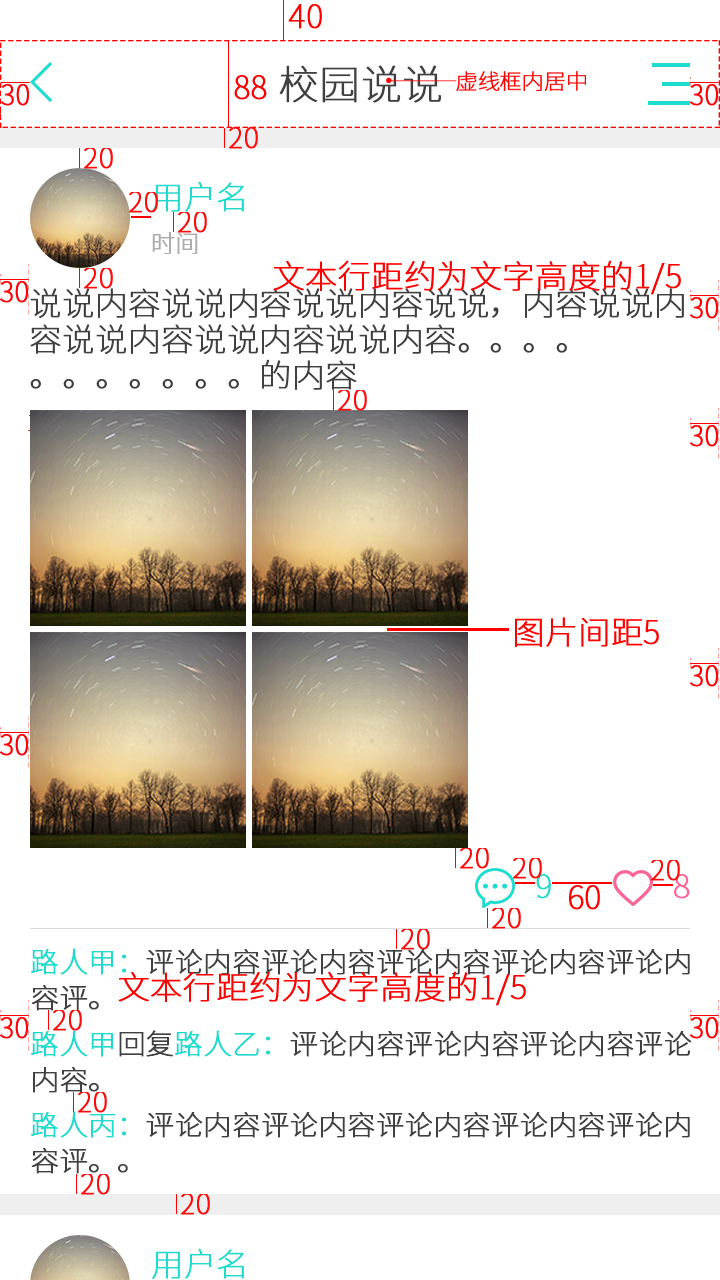 40
30
88
校园说说
虚线框内居中
30
20
20
20
用户名
20
时间
30
20
文本行距约为文字高度的1/5
30
说说内容说说内容说说内容说说，内容说说内
容说说内容说说内容说说内容。。。。
。。。。。。。的内容
20
30
图片间距5
30
30
20
20
9
60
20
8
20
20
路人甲：评论内容评论内容评论内容评论内容评论内
容评。
文本行距约为文字高度的1/5
30
20
30
路人甲回复路人乙：评论内容评论内容评论内容评论
内容。
20
路人丙：评论内容评论内容评论内容评论内容评论内
容评。。
20
20
用户名